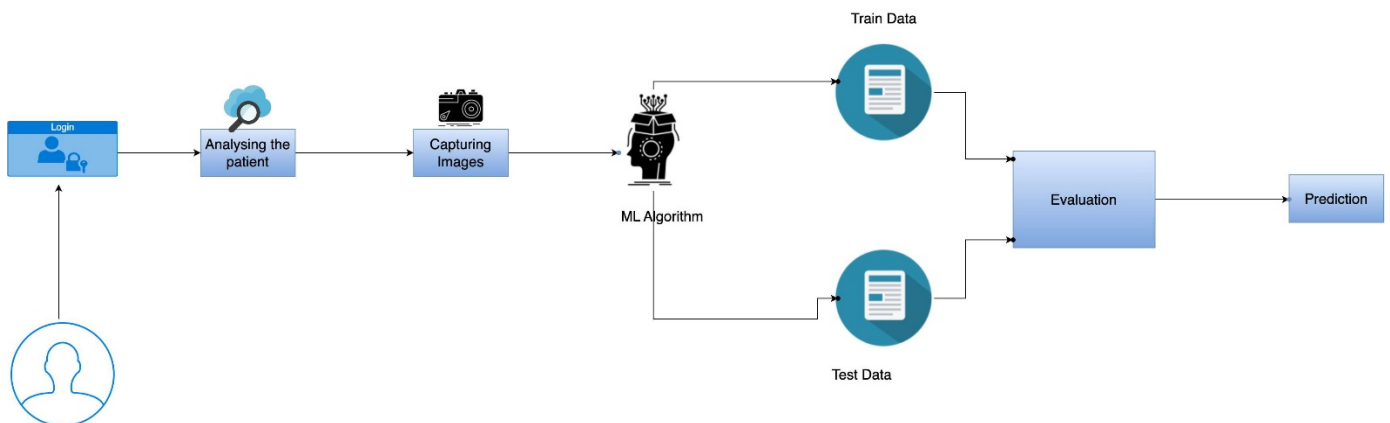 Train Data
Login
Analysing the
patient
Capturing
Images
ML Algorithm
Evaluation
Prediction
Test Data